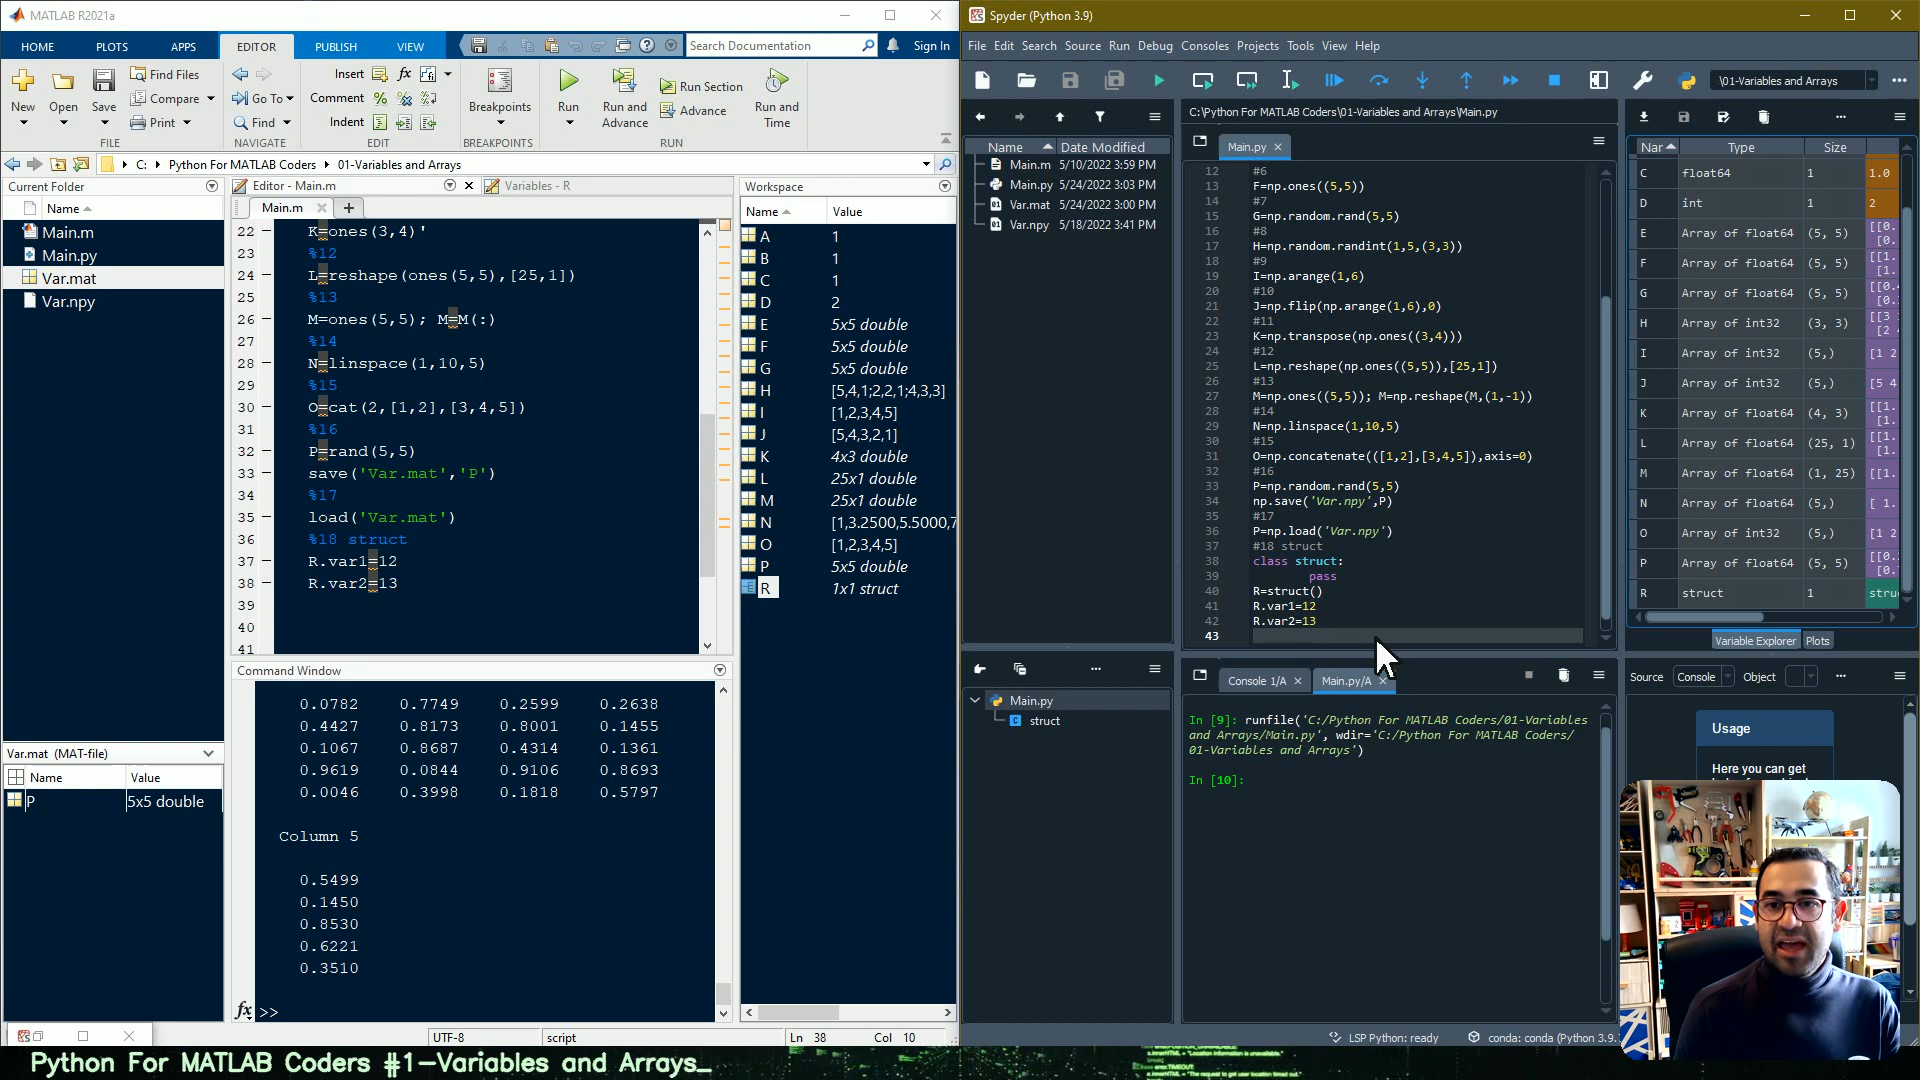 MATLAB R2021a
HOME PLOTS APPS EDITOR PUBLISH VIEW Search Documentation Sign In
New Open Save Find Files Compare Print Go To Find Insert fx Comment % Indent Breakpoints Run Run and Advance Run Section Advance Run and Time
FILE NAVIGATE EDIT BREAKPOINTS RUN
C: Python For MATLAB Coders 01-Variables and Arrays
Current Folder
Name
Main.m
Main.py
Var.mat
Var.npy
Var.mat (MAT-file)
Name Value
P 5x5 double
Editor - Main.m Variables - R
Main.m +
22 K=ones(3,4)'
23 %12
24 L=reshape(ones(5,5),[25,1])
25 %13
26 M=ones(5,5); M=M(:)
27 %14
28 N=linspace(1,10,5)
29 %15
30 O=cat(2,[1,2],[3,4,5])
31 %16
32 P=rand(5,5)
33 save('Var.mat','P')
34 %17
35 load('Var.mat')
36 %18 struct
37 R.var1=12
38 R.var2=13
39
40
41
Command Window
0.0782 0.7749 0.2599 0.2638
0.4427 0.8173 0.8001 0.1455
0.1067 0.8687 0.4314 0.1361
0.9619 0.0844 0.9106 0.8693
0.0046 0.3998 0.1818 0.5797
Column 5
0.5499
0.1450
0.8530
0.6221
0.3510
fx >>
UTF-8 script Ln 38 Col 10
Workspace
Name Value
A 1
B 1
C 1
D 2
E 5x5 double
F 5x5 double
G 5x5 double
H [5,4,1;2,2,1;4,3,3]
I [1,2,3,4,5]
J [5,4,3,2,1]
K 4x3 double
L 25x1 double
M 25x1 double
N [1,3.2500,5.5000,7
O [1,2,3,4,5]
P 5x5 double
R 1x1 struct
Spyder (Python 3.9)
File Edit Search Source Run Debug Consoles Projects Tools View Help
\01-Variables and Arrays
Name Date Modified
Main.m 5/10/2022 3:59 PM
Main.py 5/24/2022 3:03 PM
Var.mat 5/24/2022 3:00 PM
Var.npy 5/18/2022 3:41 PM
Main.py
struct
C:\Python For MATLAB Coders\01-Variables and Arrays\Main.py
Main.py
12 #6
13 F=np.ones((5,5))
14 #7
15 G=np.random.rand(5,5)
16 #8
17 H=np.random.randint(1,5,(3,3))
18 #9
19 I=np.arange(1,6)
20 #10
21 J=np.flip(np.arange(1,6),0)
22 #11
23 K=np.transpose(np.ones((3,4)))
24 #12
25 L=np.reshape(np.ones((5,5)),[25,1])
26 #13
27 M=np.ones((5,5)); M=np.reshape(M,(1,-1))
28 #14
29 N=np.linspace(1,10,5)
30 #15
31 O=np.concatenate(([1,2],[3,4,5]),axis=0)
32 #16
33 P=np.random.rand(5,5)
34 np.save('Var.npy',P)
35 #17
36 P=np.load('Var.npy')
37 #18 struct
38 class struct:
39 pass
40 R=struct()
41 R.var1=12
42 R.var2=13
43
Console 1/A Main.py/A
In [9]: runfile('C:/Python For MATLAB Coders/01-Variables
and Arrays/Main.py', wdir='C:/Python For MATLAB Coders/
01-Variables and Arrays')
In [10]:
Nar Type Size
C float64 1 1.0
D int 1 2
E Array of float64 (5, 5) [[0.
[0.
F Array of float64 (5, 5) [[1.
[1.
G Array of float64 (5, 5) [[0.4
[0.
H Array of int32 (3, 3) [[3
[2 4
I Array of int32 (5,) [1 2
J Array of int32 (5,) [5 4
K Array of float64 (4, 3) [[1.
[1.
L Array of float64 (25, 1) [[1.
[1.
M Array of float64 (1, 25) [[1.
N Array of float64 (5,) [ 1.
O Array of int32 (5,) [1 2
P Array of float64 (5, 5) [[0.
[0.
R struct 1 stru
Variable Explorer Plots
Source Console Object
Usage
Here you can get
LSP Python: ready conda: conda (Python 3.9.
Python For MATLAB Coders #1-Variables and Arrays_